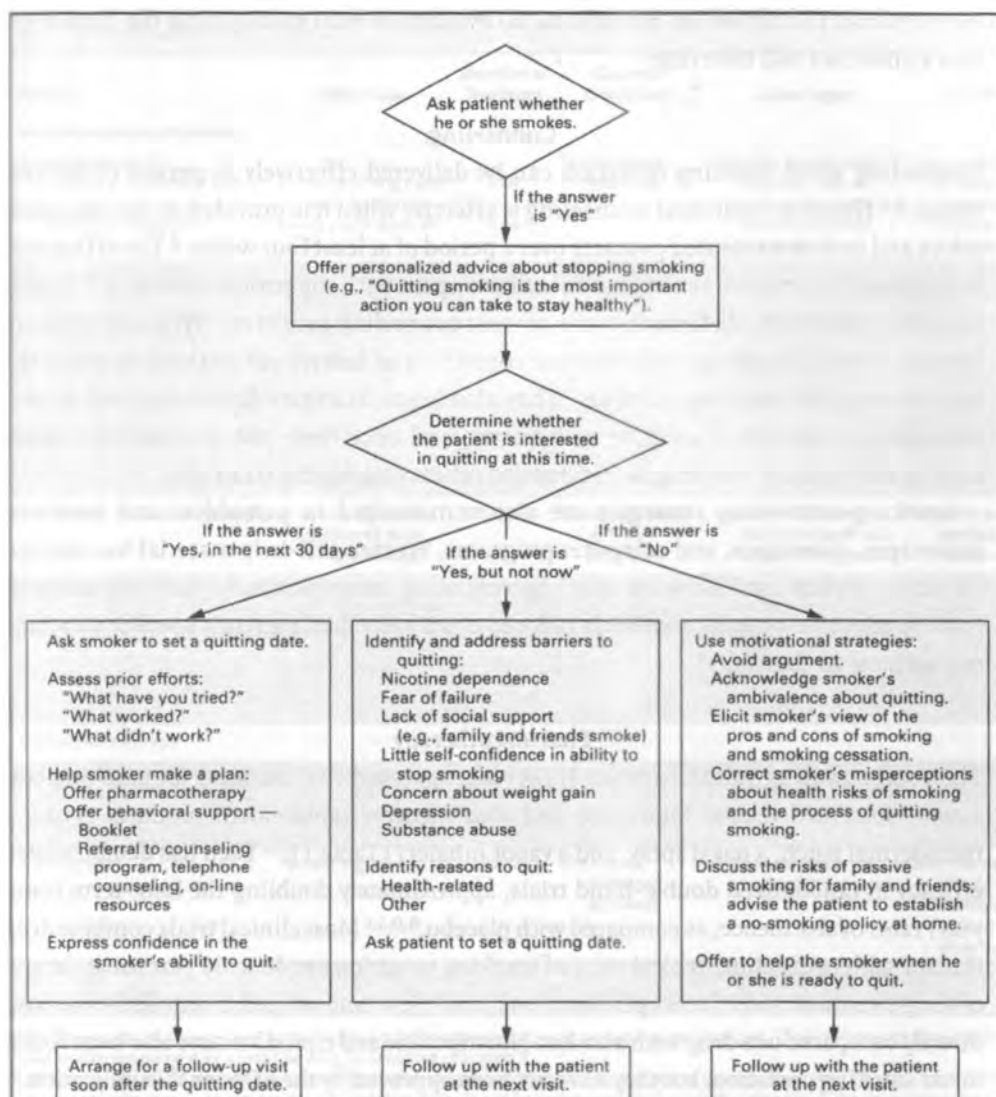 Ask patient whether
he or she smokes.
If the answer
is "Yes"
Offer personalized advice about stopping smoking
(e.g., "Quitting smoking is the most important
action you can take to stay healthy").
Determine whether
the patient is interested
in quitting at this time.
If the answer is
"Yes, in the next 30 days"
If the answer is
"Yes, but not now"
If the answer is
"No"
Ask smoker to set a quitting date.
Assess prior efforts:
"What have you tried?"
"What worked?"
"What didn't work?"
Help smoker make a plan:
Offer pharmacotherapy
Offer behavioral support—
Booklet
Referral to counseling
program, telephone
counseling, on-line
resources
Express confidence in the
smoker's ability to quit.
Identify and address barriers to
quitting:
Nicotine dependence
Fear of failure
Lack of social support
(e.g., family and friends smoke)
Little self-confidence in ability to
stop smoking
Concern about weight gain
Depression
Substance abuse
Identify reasons to quit:
Health-related
Other
Ask patient to set a quitting date.
Use motivational strategies:
Avoid argument.
Acknowledge smoker's
ambivalence about quitting.
Elicit smoker's view of the
pros and cons of smoking
and smoking cessation.
Correct smoker's misperceptions
about health risks of smoking
and the process of quitting
smoking.
Discuss the risks of passive
smoking for family and friends;
advise the patient to establish
a no-smoking policy at home.
Offer to help the smoker when he
or she is ready to quit.
Arrange for a follow-up visit
soon after the quitting date.
Follow up with the patient
at the next visit.
Follow up with the patient
at the next visit.